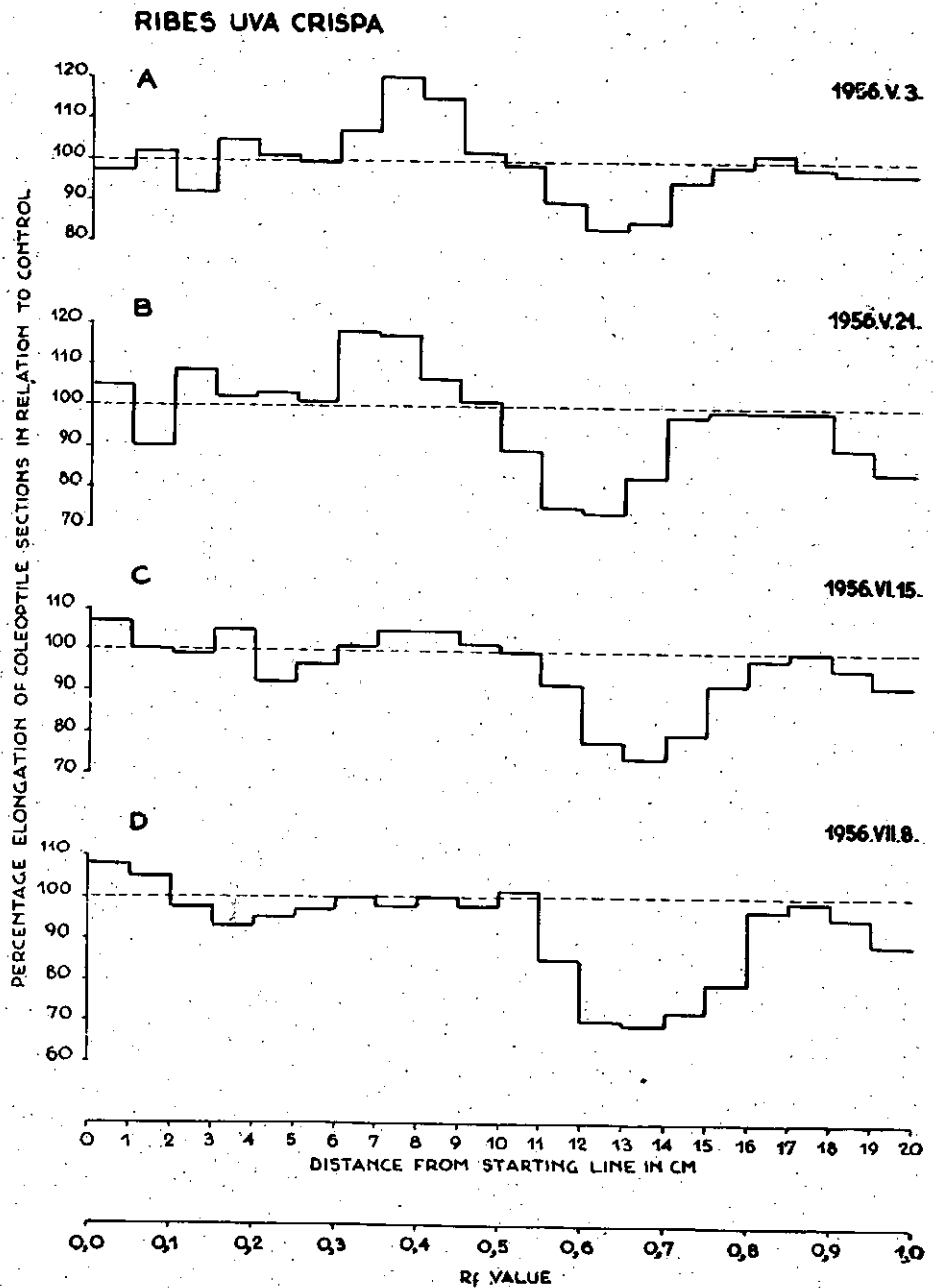 RIBES UVA CRISPA
A
1956.V.3.
120
110
100
90
80
B
1956.V.21.
120
110
100
90
80
70
C
1956.VI.15.
110
100
90
80
70
D
1956.VII.8.
110
100
90
80
70
60
PERCENTAGE ELONGATION OF COLEOPTILE SECTIONS IN RELATION TO CONTROL
0 1 2 3 4 5 6 7 8 9 10 11 12 13 14 15 16 17 18 19 20
DISTANCE FROM STARTING LINE IN CM
0,0 0,1 0,2 0,3 0,4 0,5 0,6 0,7 0,8 0,9 1,0
Rf VALUE